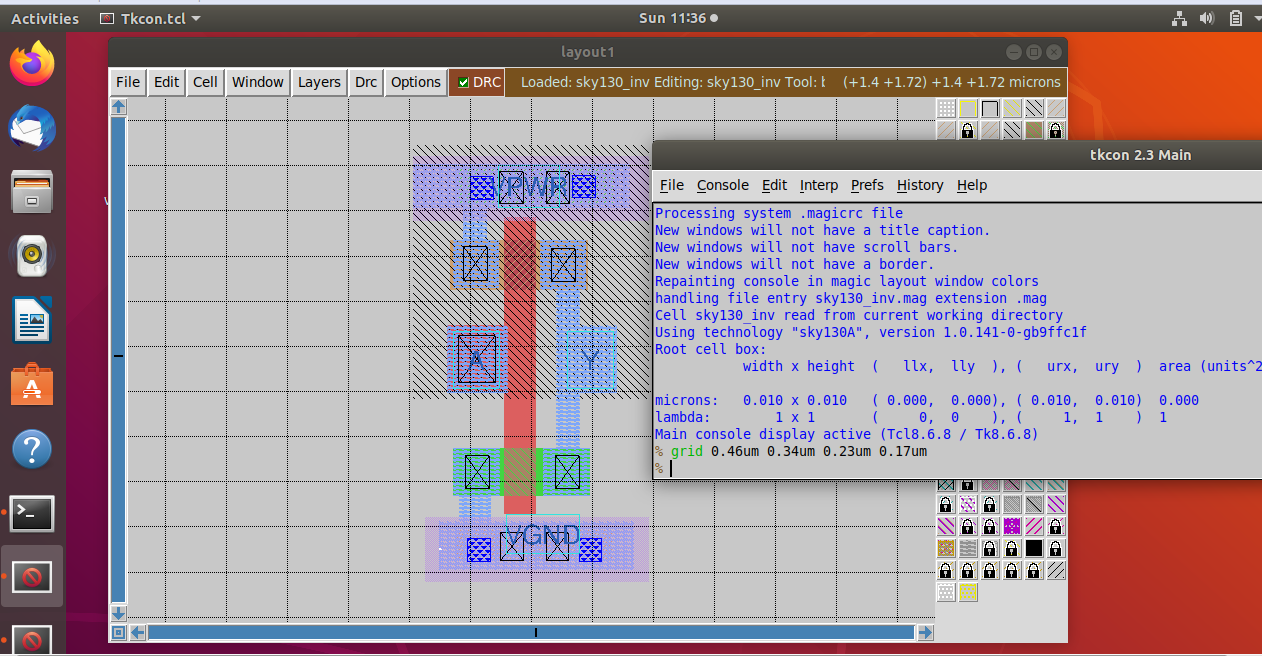 Activities
Tkcon.tcl
Sun 11:36
layout1
File Edit Cell Window Layers Drc Options DRC Loaded: sky130_inv Editing: sky130_inv Tool: b (+1.4 +1.72) +1.4 +1.72 microns
VPWR
A
Y
VGND
tkcon 2.3 Main
File Console Edit Interp Prefs History Help
Processing system .magicrc file
New windows will not have a title caption.
New windows will not have scroll bars.
New windows will not have a border.
Repainting console in magic layout window colors
handling file entry sky130_inv.mag extension .mag
Cell sky130_inv read from current working directory
Using technology "sky130A", version 1.0.141-0-gb9ffc1f
Root cell box:
width x height ( llx, lly ), ( urx, ury ) area (units^2
microns: 0.010 x 0.010 ( 0.000, 0.000), ( 0.010, 0.010) 0.000
lambda: 1 x 1 ( 0, 0 ), ( 1, 1 ) 1
Main console display active (Tcl8.6.8 / Tk8.6.8)
% grid 0.46um 0.34um 0.23um 0.17um
%